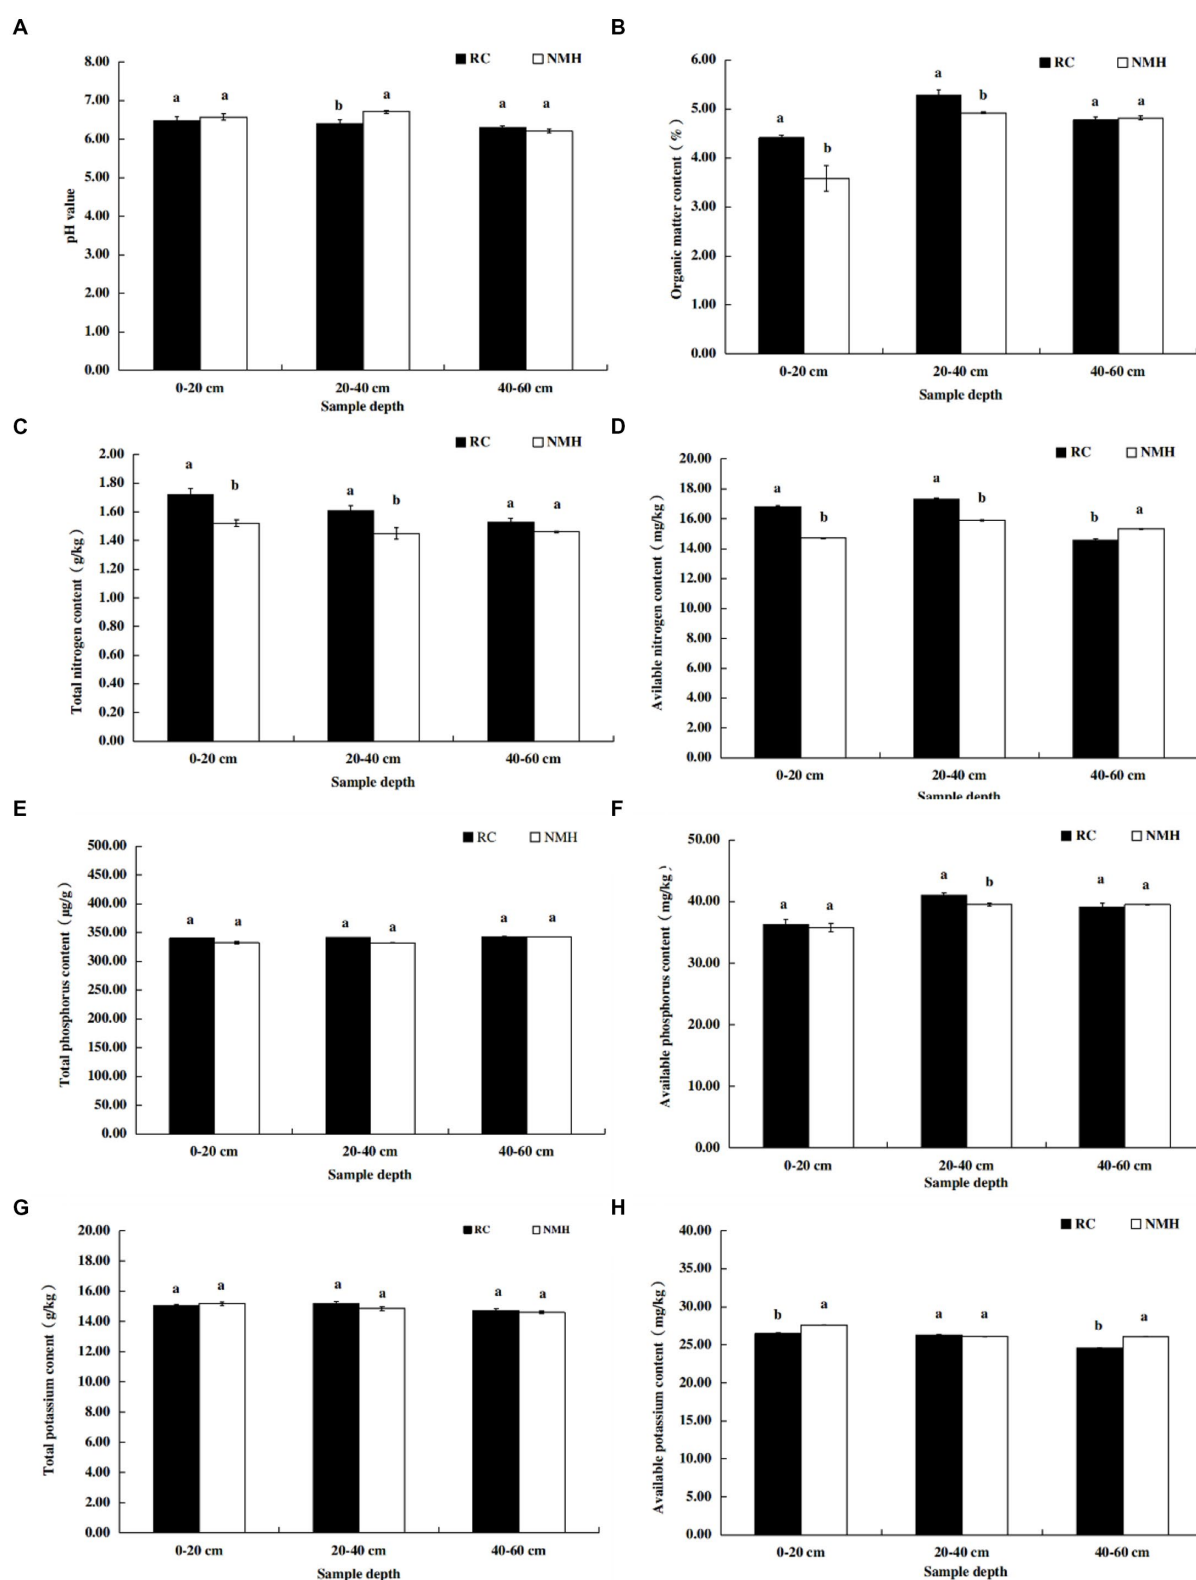 A
RC NMH
8.00
7.00
6.00
5.00
4.00
3.00
2.00
1.00
0.00
pH value
a a b a a a
0-20 cm 20-40 cm 40-60 cm
Sample depth
B
RC NMH
6.00
5.00
4.00
3.00
2.00
1.00
0.00
Organic matter content（%）
a b a b a a
0-20 cm 20-40 cm 40-60 cm
Sample depth
C
RC NMH
2.00
1.80
1.60
1.40
1.20
1.00
0.80
0.60
0.40
0.20
0.00
Total nitrogen content（g/kg）
a b a b a a
0-20 cm 20-40 cm 40-60 cm
Sample depth
D
RC NMH
20.00
18.00
16.00
14.00
12.00
10.00
8.00
6.00
4.00
2.00
0.00
Avilable nitrogen content（mg/kg）
a b a b b a
0-20 cm 20-40 cm 40-60 cm
Sample depth
E
RC NMH
500.00
450.00
400.00
350.00
300.00
250.00
200.00
150.00
100.00
50.00
0.00
Total phosphorus content（μg/g）
a a a a a a
0-20 cm 20-40 cm 40-60 cm
Sample depth
F
RC NMH
50.00
40.00
30.00
20.00
10.00
0.00
Available phosphorus content（mg/kg）
a a a b a a
0-20 cm 20-40 cm 40-60 cm
Sample depth
G
RC NMH
20.00
18.00
16.00
14.00
12.00
10.00
8.00
6.00
4.00
2.00
0.00
Total potassium conent（g/kg）
a a a a a a
0-20 cm 20-40 cm 40-60 cm
Sample depth
H
RC NMH
40.00
35.00
30.00
25.00
20.00
15.00
10.00
5.00
0.00
Available potassium content（mg/kg）
b a a a b a
0-20 cm 20-40 cm 40-60 cm
Sample depth